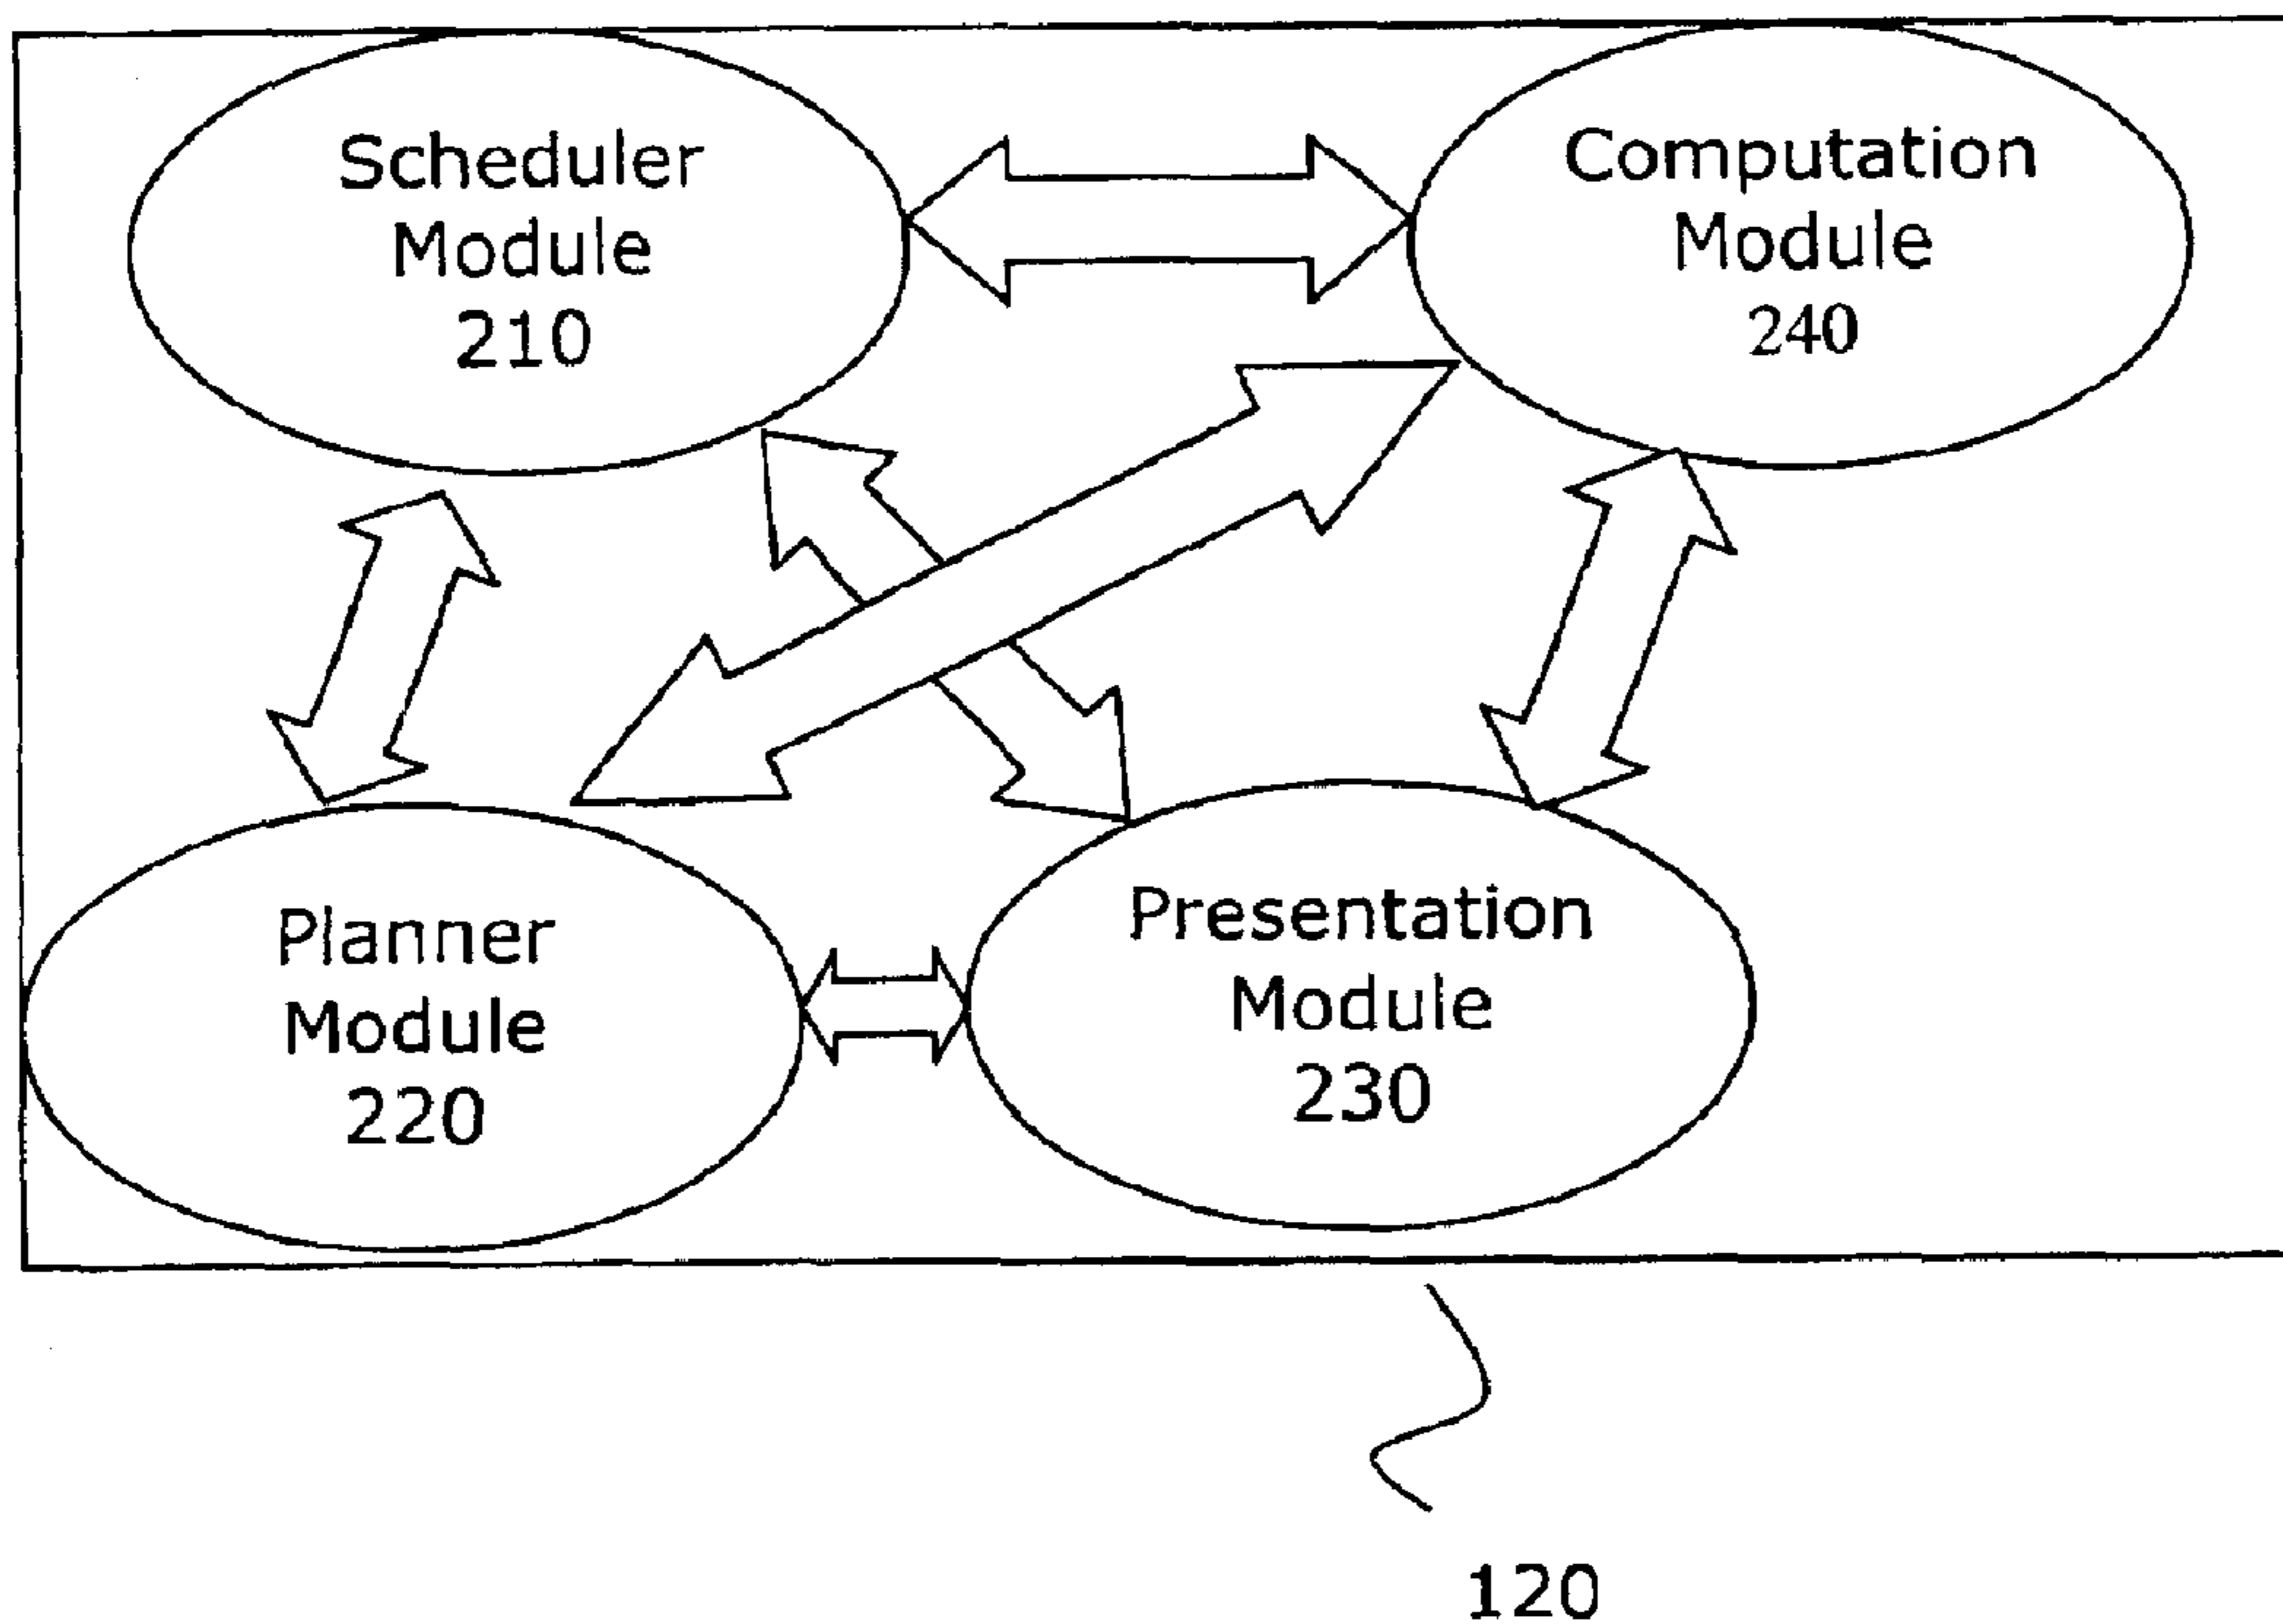 Scheduler
Module
210
Computation
Module
240
Planner
Module
220
Presentation
Module
230
120